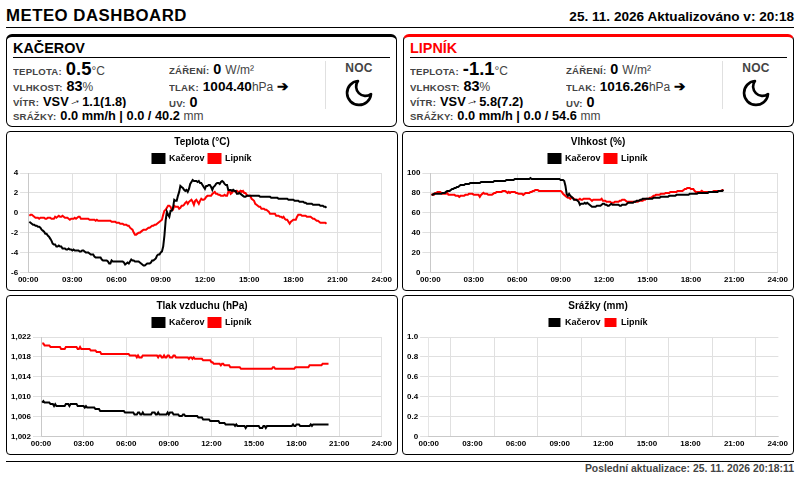 METEO DASHBOARD
25. 11. 2026 Aktualizováno v: 20:18
KAČEROV
TEPLOTA: 0.5°C
ZÁŘENÍ: 0 W/m²
NOC
VLHKOST: 83%
TLAK: 1004.40hPa ➔
VÍTR: VSV → 1.1(1.8)
UV: 0
SRÁŽKY: 0.0 mm/h | 0.0 / 40.2 mm
LIPNÍK
TEPLOTA: -1.1°C
ZÁŘENÍ: 0 W/m²
NOC
VLHKOST: 83%
TLAK: 1016.26hPa ➔
VÍTR: VSV → 5.8(7.2)
UV: 0
SRÁŽKY: 0.0 mm/h | 0.0 / 54.6 mm
Teplota (°C)
Kačerov Lipník
4
2
0
-2
-4
-6
00:00 03:00 06:00 09:00 12:00 15:00 18:00 21:00 24:00
Vlhkost (%)
Kačerov Lipník
100
80
60
40
20
0
00:00 03:00 06:00 09:00 12:00 15:00 18:00 21:00 24:00
Tlak vzduchu (hPa)
Kačerov Lipník
1,022
1,018
1,014
1,010
1,006
1,002
00:00 03:00 06:00 09:00 12:00 15:00 18:00 21:00 24:00
Srážky (mm)
Kačerov Lipník
1.0
0.8
0.6
0.4
0.2
0
00:00 03:00 06:00 09:00 12:00 15:00 18:00 21:00 24:00
Poslední aktualizace: 25. 11. 2026 20:18:11